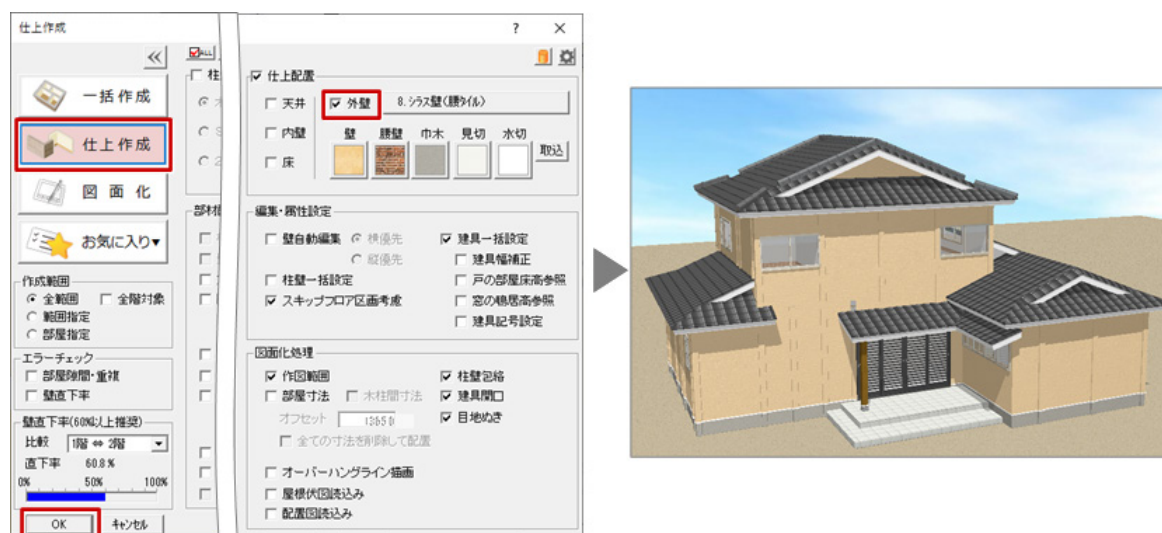 仕上作成
? ×
≪
ALL
一括作成
仕上作成
図面化
お気に入り▼
作成範囲
全範囲 全階対象
範囲指定
部屋指定
エラーチェック
部屋隙間・重複
壁直下率
壁直下率(60%以上推奨)
比較 1階 ⇔ 2階
直下率 60.8 %
0% 50% 100%
OK キャンセル
柱
部材
仕上配置
天井 外壁 8. シラス壁(腰タイル)
内壁 壁 腰壁 巾木 見切 水切
床 取込
編集・属性設定
壁自動編集 横優先 建具一括設定
縦優先 建具幅補正
柱壁一括設定 戸の部屋床高参照
スキップフロア区画考慮 窓の鴨居高参照
建具記号設定
図面化処理
作図範囲 柱壁包絡
部屋寸法 木柱間寸法 建具開口
オフセット 1365.0 目地ぬき
全ての寸法を削除して配置
オーバーハングライン描画
屋根伏図読込み
配置図読込み